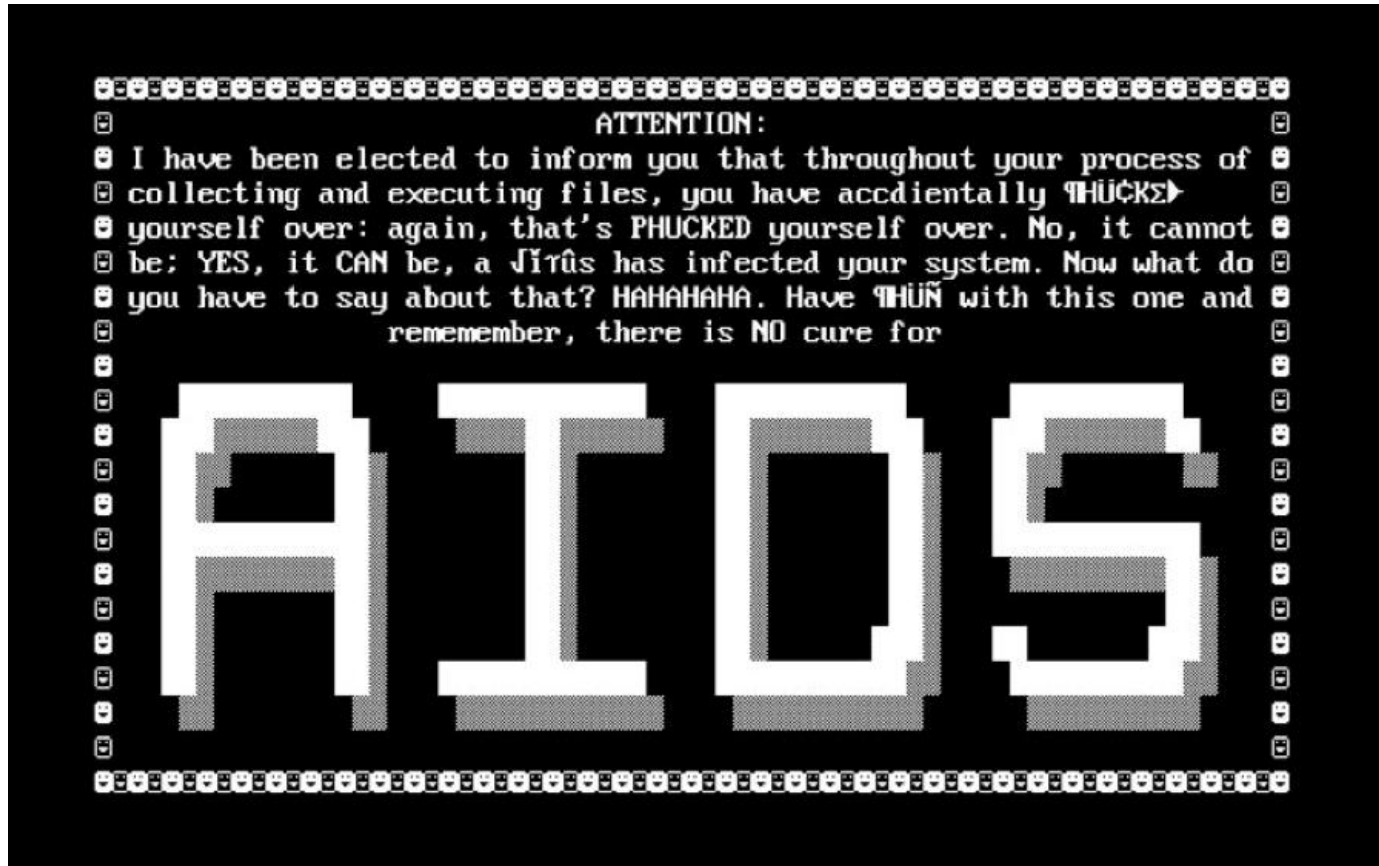 ATTENTION:
I have been elected to inform you that throughout your process of
collecting and executing files, you have accdientally ¶HÜ¢KΣ►
yourself over: again, that's PHUCKED yourself over. No, it cannot
be; YES, it CAN be, a √ìτûs has infected your system. Now what do
you have to say about that? HAHAHAHA. Have ¶HÜÑ with this one and
rememember, there is NO cure for
AIDS